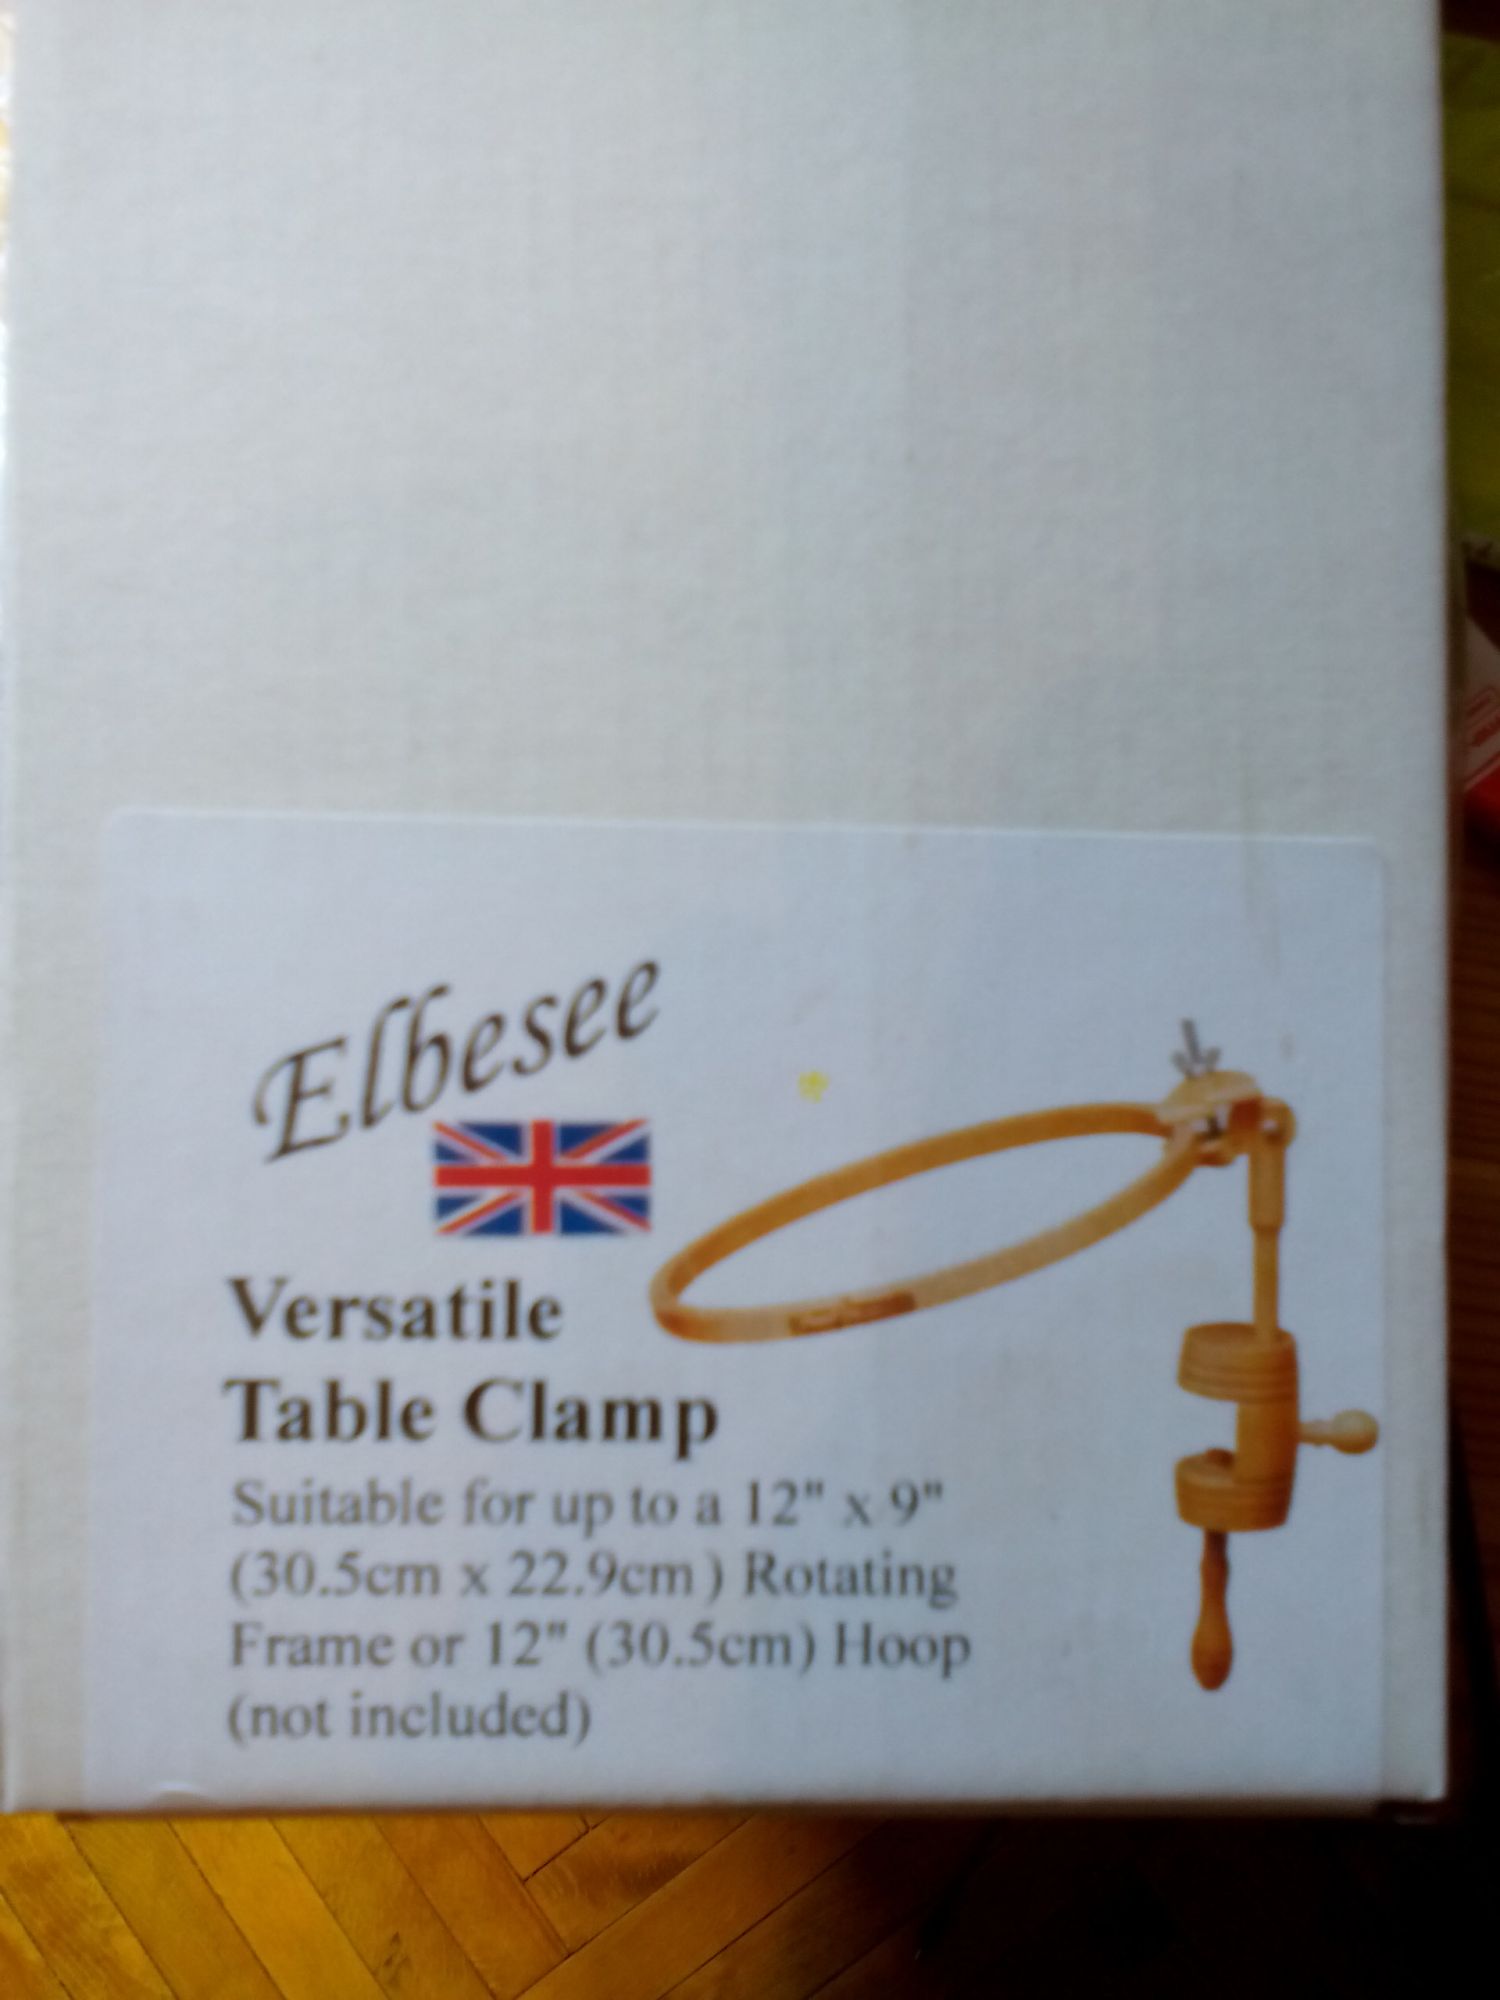 Elbesee
Versatile
Table Clamp
Suitable for up to a 12" x 9"
(30.5cm x 22.9cm) Rotating
Frame or 12" (30.5cm) Hoop
(not included)